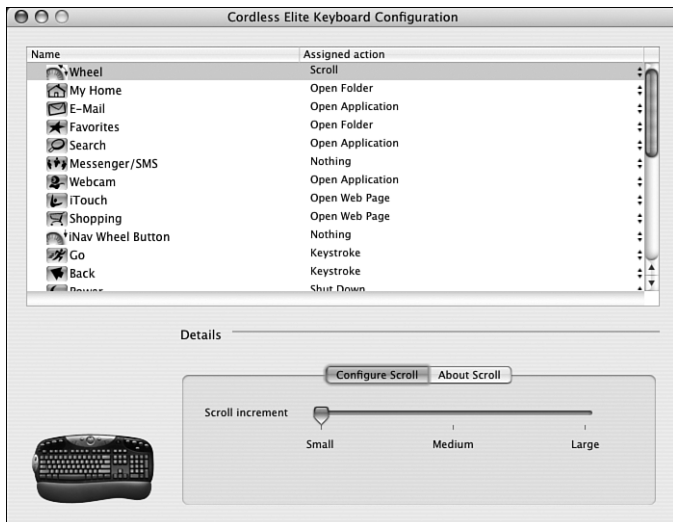 Cordless Elite Keyboard Configuration
Name Assigned action
Wheel Scroll
My Home Open Folder
E-Mail Open Application
Favorites Open Folder
Search Open Application
Messenger/SMS Nothing
Webcam Open Application
iTouch Open Web Page
Shopping Open Web Page
iNav Wheel Button Nothing
Go Keystroke
Back Keystroke
Power Shut Down
Details
Configure Scroll About Scroll
Scroll increment
Small Medium Large